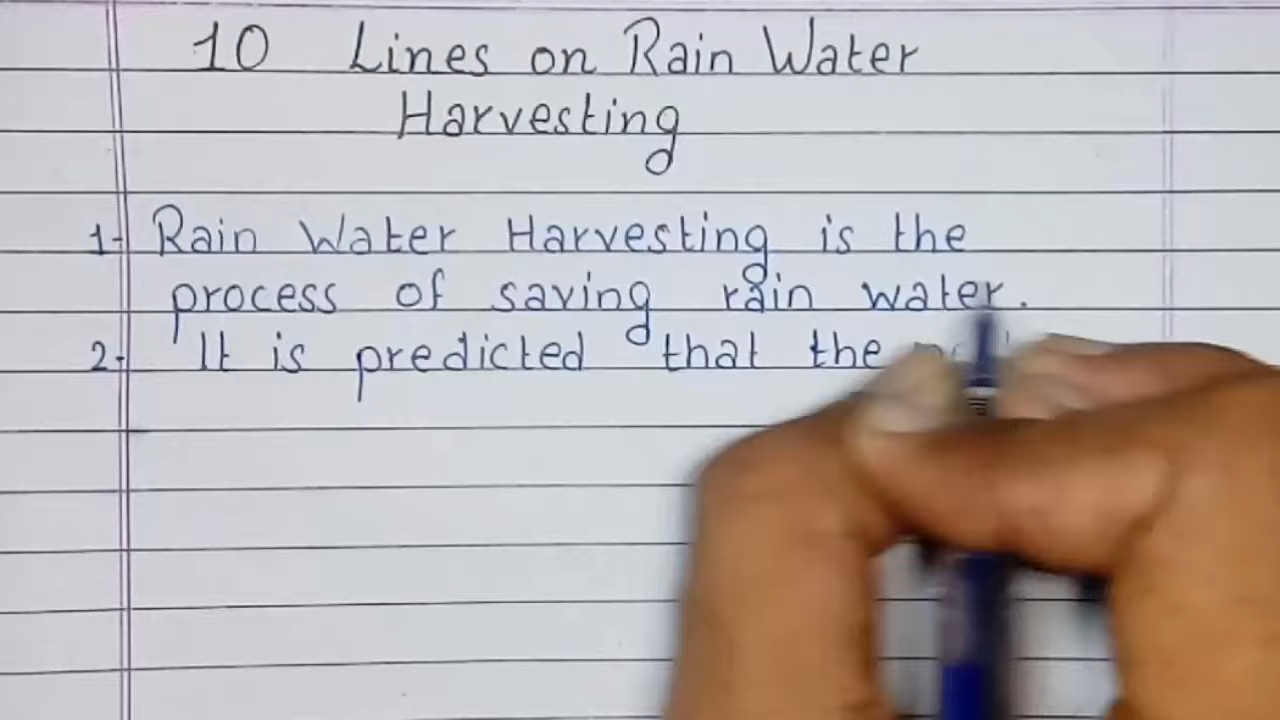 10 Lines on Rain Water
Harvesting
1- Rain Water Harvesting is the
process of saving rain water.
2- It is predicted that the